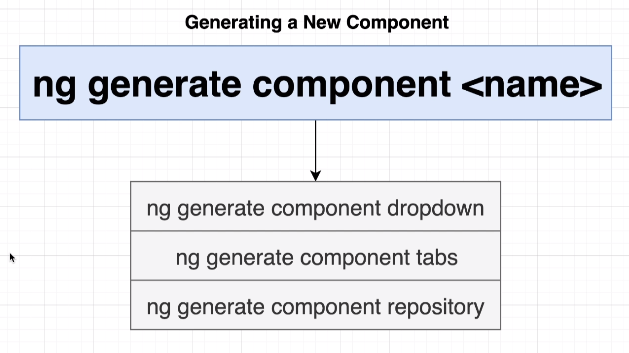 Generating a New Component
ng generate component <name>
ng generate component dropdown
ng generate component tabs
ng generate component repository